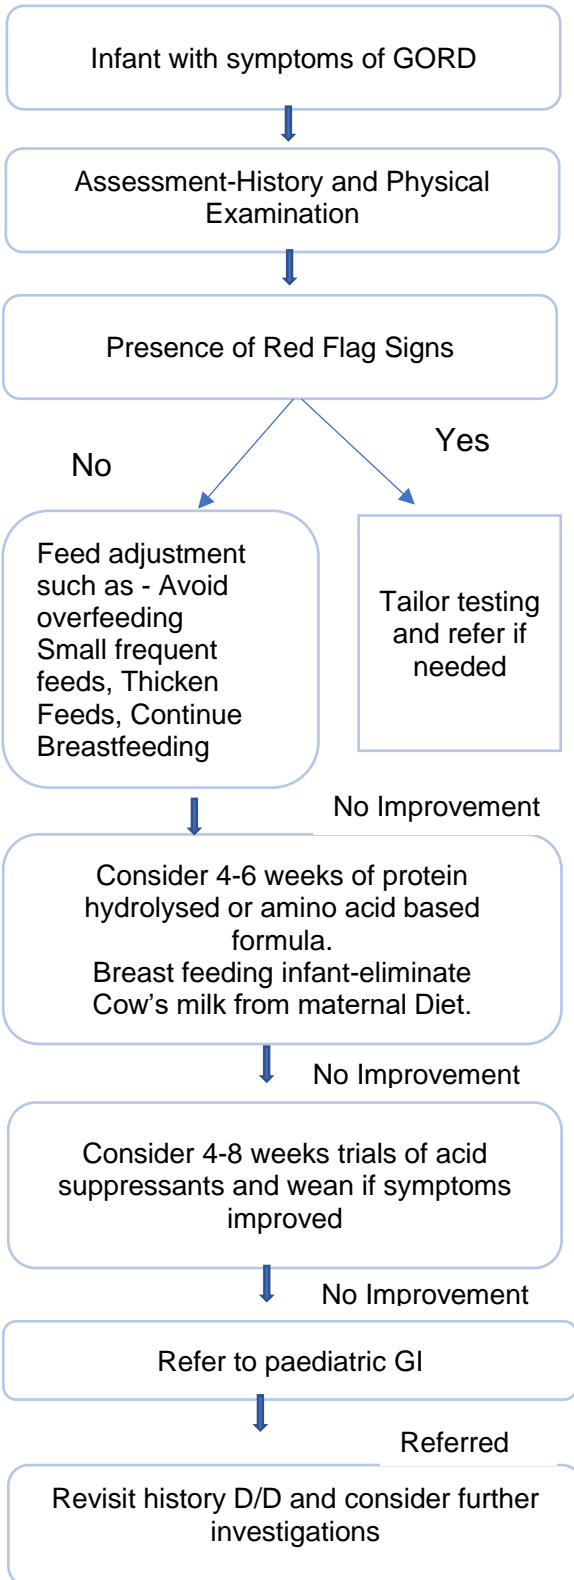 Infant with symptoms of GORD
Assessment-History and Physical
Examination
Presence of Red Flag Signs
No
Yes
Feed adjustment
such as - Avoid
overfeeding
Small frequent
feeds, Thicken
Feeds, Continue
Breastfeeding
Tailor testing
and refer if
needed
No Improvement
Consider 4-6 weeks of protein
hydrolysed or amino acid based
formula.
Breast feeding infant-eliminate
Cow's milk from maternal Diet.
No Improvement
Consider 4-8 weeks trials of acid
suppressants and wean if symptoms
improved
No Improvement
Refer to paediatric GI
Referred
Revisit history D/D and consider further
investigations